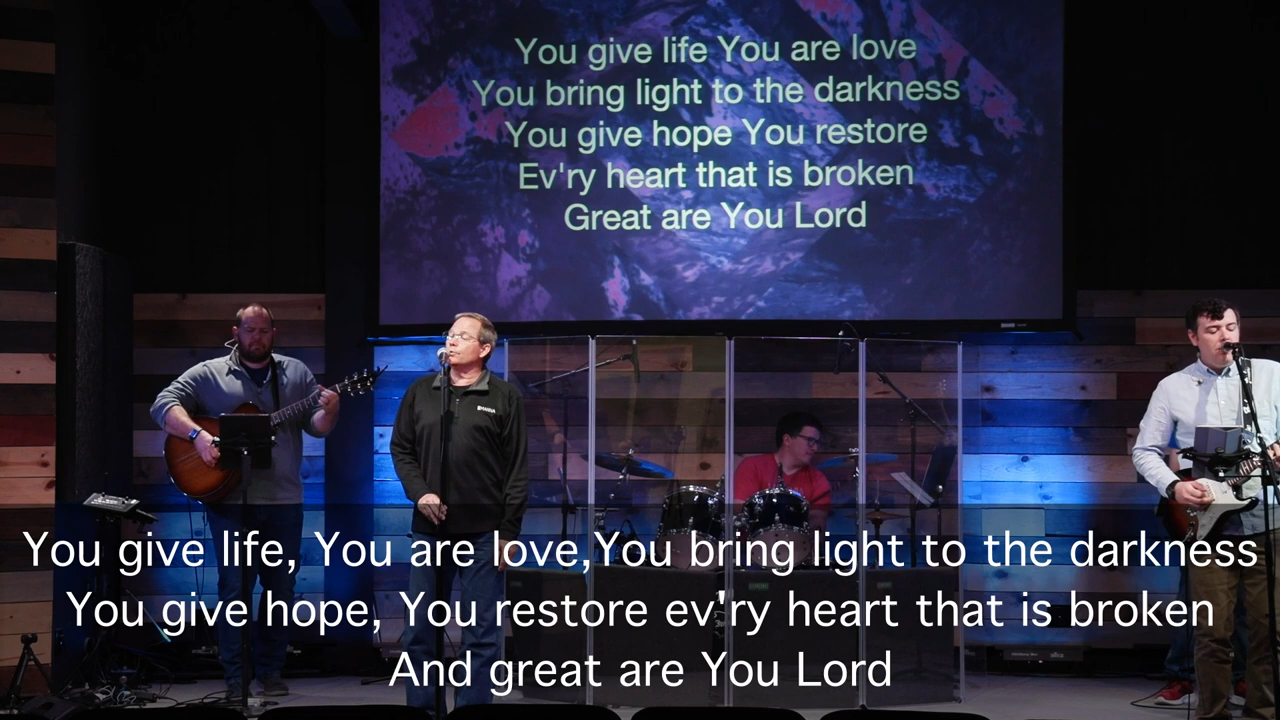 You give life You are love
You bring light to the darkness
You give hope You restore
Ev'ry heart that is broken
Great are You Lord
MANNA
You give life, You are love,You bring light to the darkness
You give hope, You restore ev'ry heart that is broken
And great are You Lord